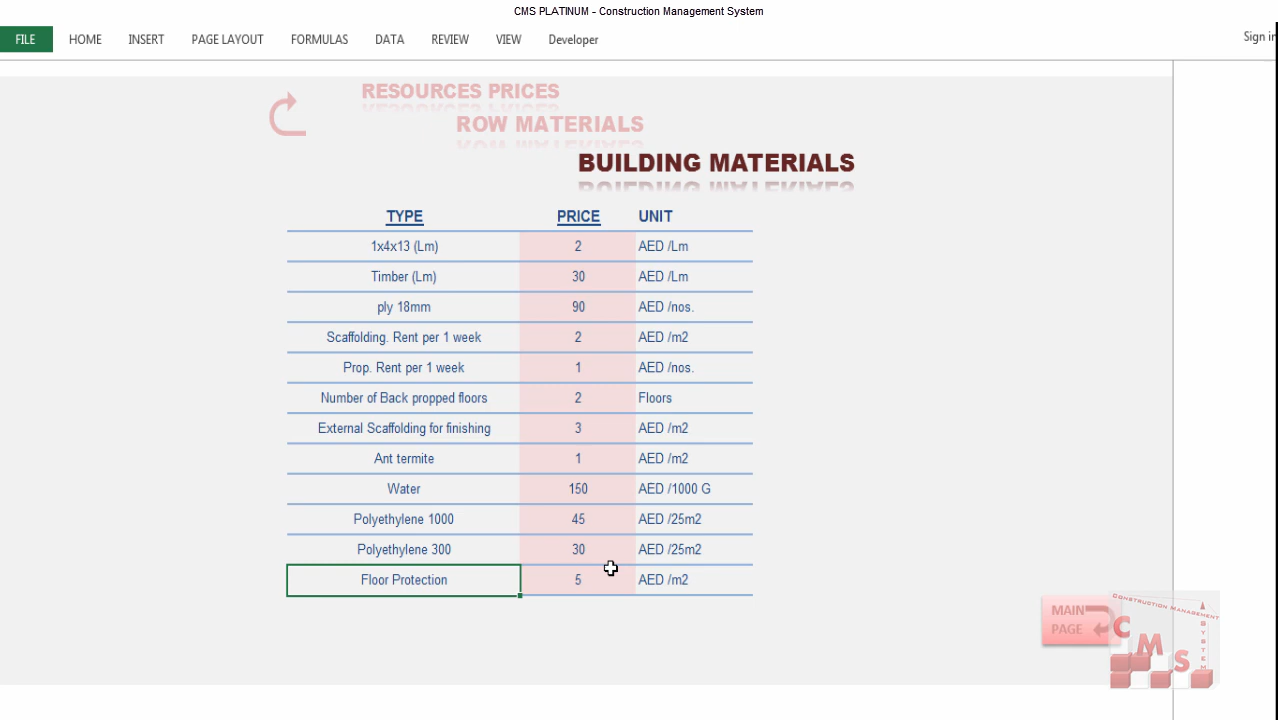 CMS PLATINUM - Construction Management System
FILE HOME INSERT PAGE LAYOUT FORMULAS DATA REVIEW VIEW Developer Sign in
RESOURCES PRICES
ROW MATERIALS
BUILDING MATERIALS
TYPE PRICE UNIT
1x4x13 (Lm) 2 AED /Lm
Timber (Lm) 30 AED /Lm
ply 18mm 90 AED /nos.
Scaffolding. Rent per 1 week 2 AED /m2
Prop. Rent per 1 week 1 AED /nos.
Number of Back propped floors 2 Floors
External Scaffolding for finishing 3 AED /m2
Ant termite 1 AED /m2
Water 150 AED /1000 G
Polyethylene 1000 45 AED /25m2
Polyethylene 300 30 AED /25m2
Floor Protection 5 AED /m2
MAIN
PAGE
CONSTRUCTION MANAGEMENT
SYSTEM
CMS